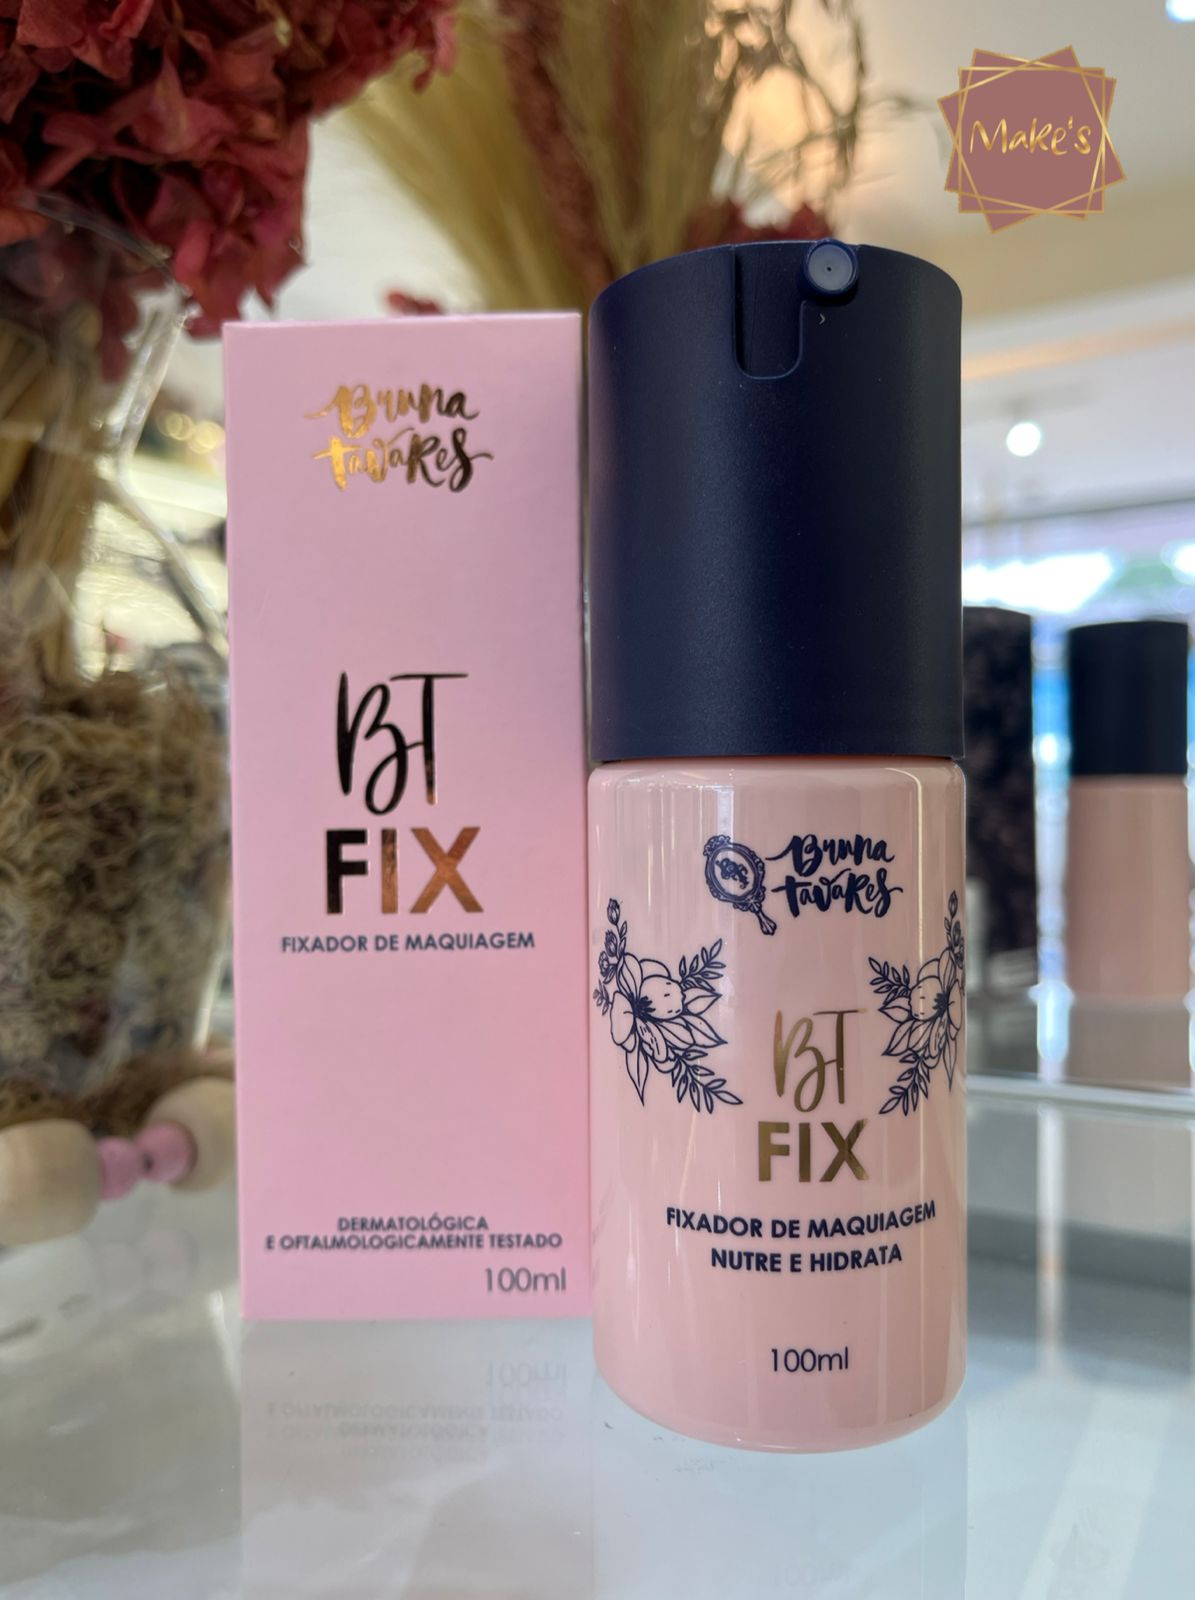 Make's
Bruna
Tavares
BT
FIX
FIXADOR DE MAQUIAGEM
DERMATOLÓGICA
E OFTALMOLOGICAMENTE TESTADO
100ml
Bruna
Tavares
BT
FIX
FIXADOR DE MAQUIAGEM
NUTRE E HIDRATA
100ml